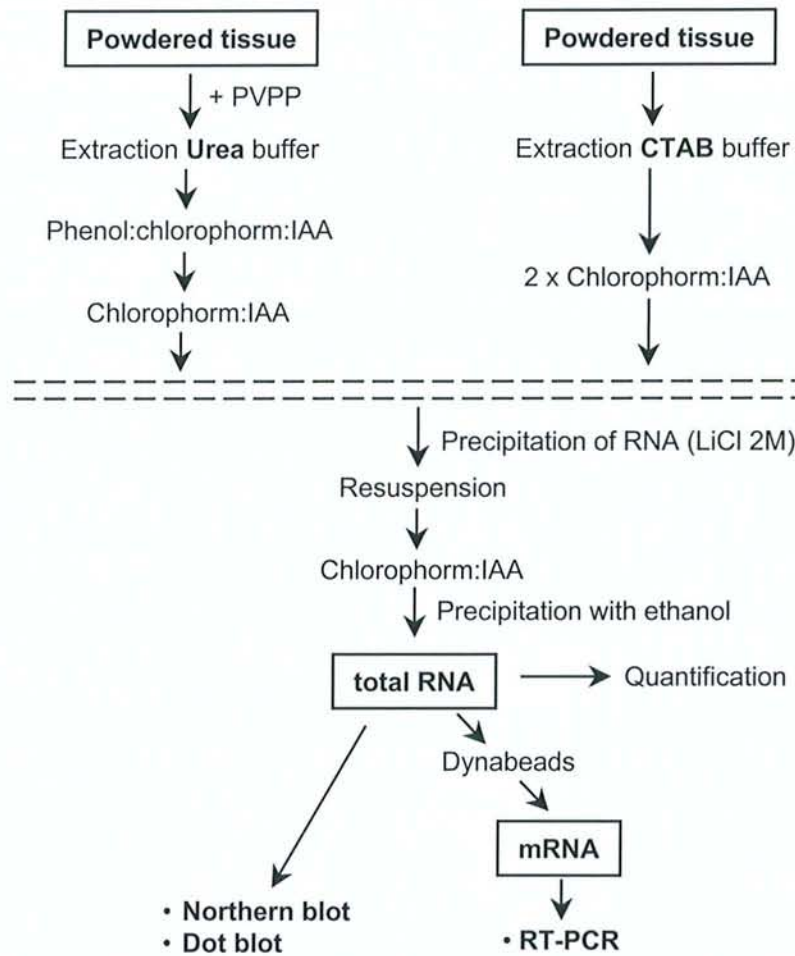 Powdered tissue
+ PVPP
Extraction Urea buffer
Phenol:chlorophorm:IAA
Chlorophorm:IAA
Powdered tissue
Extraction CTAB buffer
2 x Chlorophorm:IAA
Precipitation of RNA (LiCl 2M)
Resuspension
Chlorophorm:IAA
Precipitation with ethanol
total RNA
Quantification
Dynabeads
mRNA
• Northern blot
• Dot blot
• RT-PCR